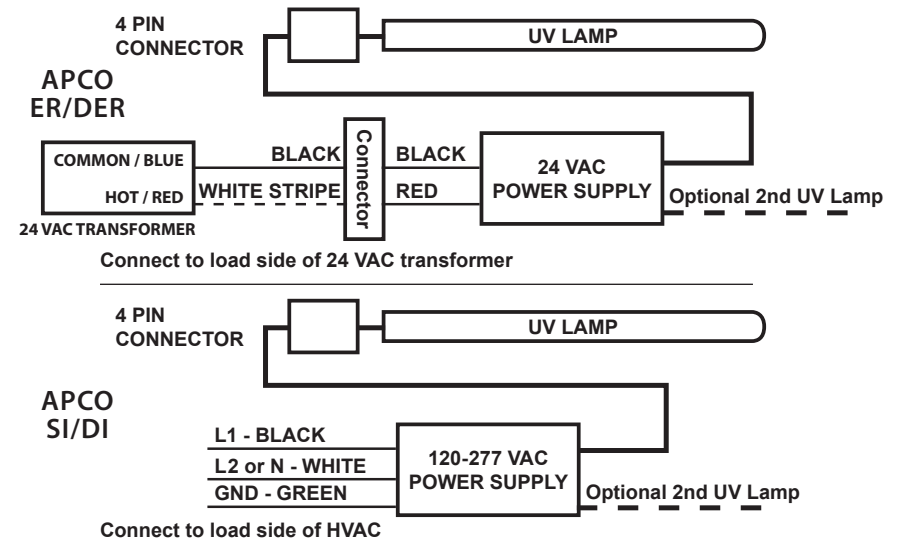 4 PIN
CONNECTOR
UV LAMP
APCO
ER/DER
COMMON / BLUE
HOT / RED
24 VAC TRANSFORMER
BLACK
WHITE STRIPE
Connector
BLACK
RED
24 VAC
POWER SUPPLY
Optional 2nd UV Lamp
Connect to load side of 24 VAC transformer
4 PIN
CONNECTOR
UV LAMP
APCO
SI/DI
L1 - BLACK
L2 or N - WHITE
GND - GREEN
120-277 VAC
POWER SUPPLY
Optional 2nd UV Lamp
Connect to load side of HVAC